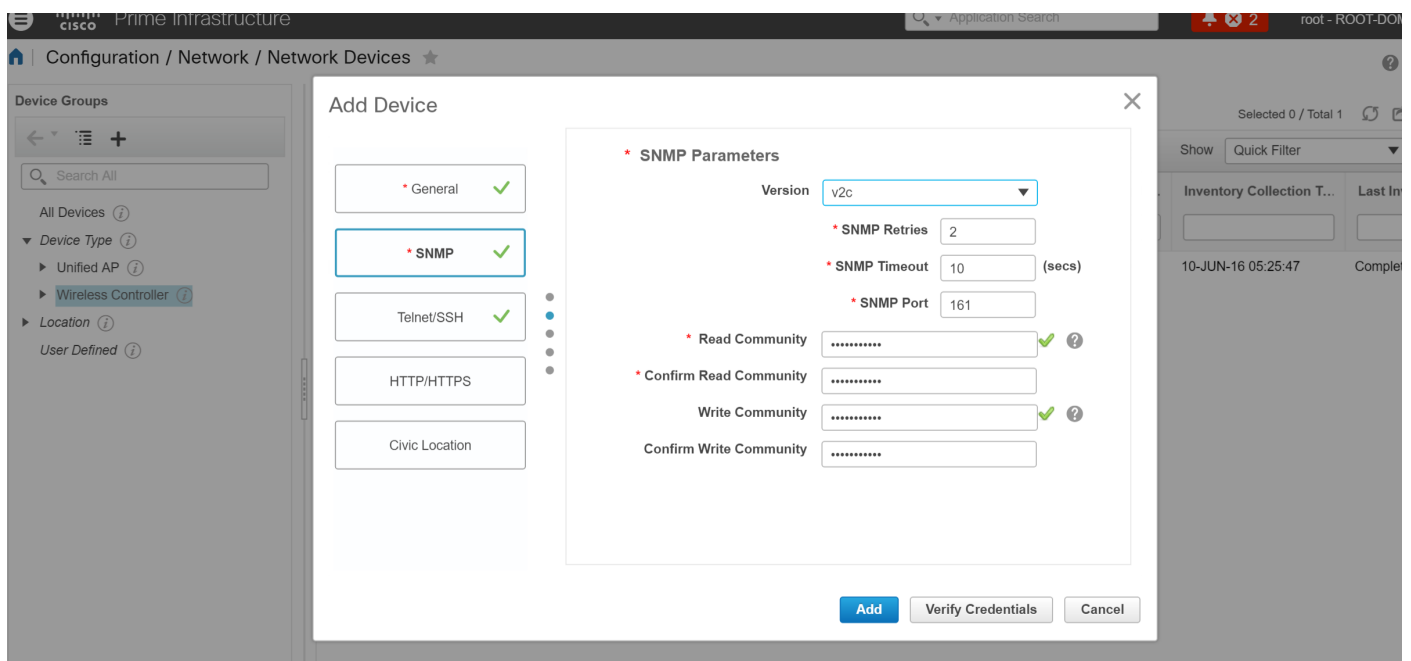 cisco Prime Infrastructure
Application Search
2
root - ROOT-DOM
Configuration / Network / Network Devices
Device Groups
Search All
All Devices
Device Type
Unified AP
Wireless Controller
Location
User Defined
Add Device
* General
* SNMP
Telnet/SSH
HTTP/HTTPS
Civic Location
* SNMP Parameters
Version v2c
* SNMP Retries 2
* SNMP Timeout 10 (secs)
* SNMP Port 161
* Read Community •••••••••••
* Confirm Read Community •••••••••••
Write Community •••••••••••
Confirm Write Community •••••••••••
Add Verify Credentials Cancel
Selected 0 / Total 1
Show Quick Filter
Inventory Collection T... Last In
10-JUN-16 05:25:47 Complet